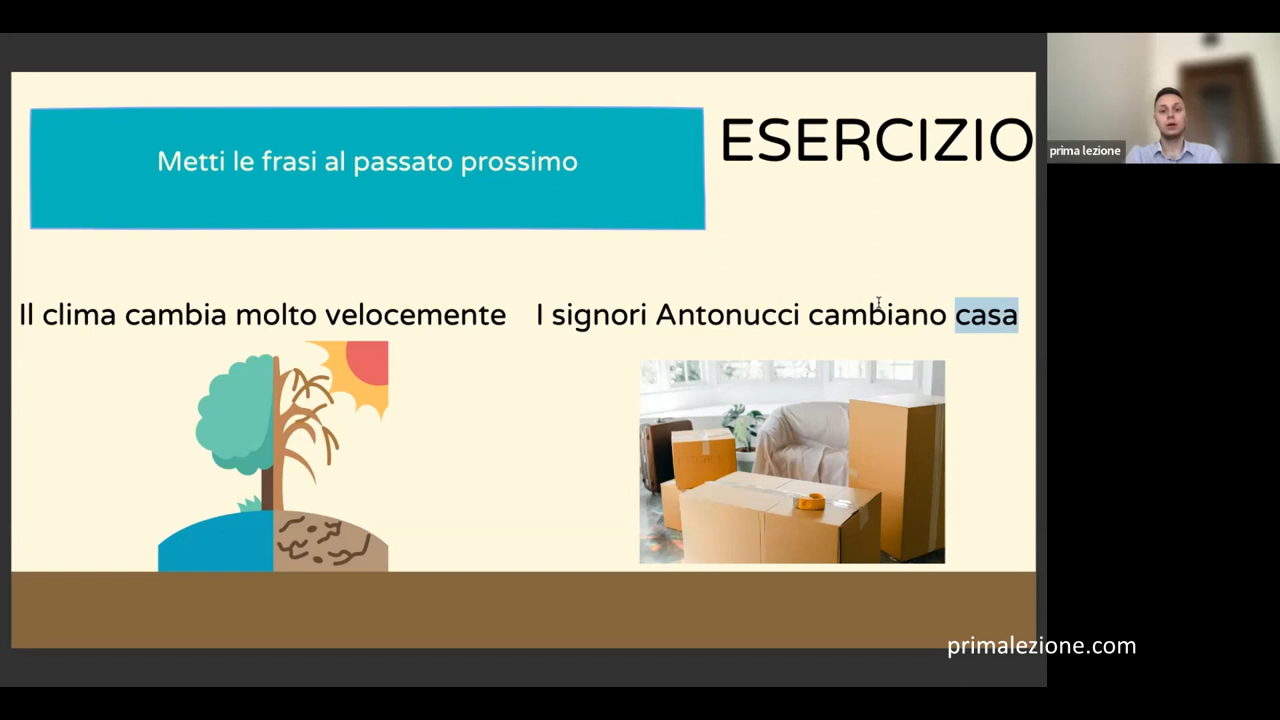 Metti le frasi al passato prossimo
ESERCIZIO
prima lezione
Il clima cambia molto velocemente
I signori Antonucci cambiano casa
primalezione.com